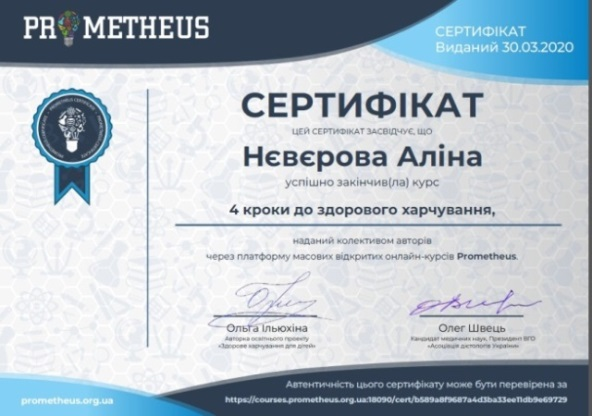 PROMETHEUS
СЕРТИФІКАТ
Виданий 30.03.2020
СЕРТИФІКАТ
ЦЕЙ СЕРТИФІКАТ ЗАСВІДЧУЄ, ЩО
Нєвєрова Аліна
успішно закінчив(ла) курс
4 кроки до здорового харчування,
наданий колективом авторів
через платформу масових відкритих онлайн-курсів Prometheus.
Ольга Ільюхіна
Авторка освітнього проекту
«Здорове харчування для дітей»
Олег Швець
Кандидат медичних наук, Президент ВГО
«Асоціація дієтологів України»
Автентичність цього сертифікату може бути перевірена за
prometheus.org.ua
https://courses.prometheus.org.ua:18090/cert/b589a8f9687a4d3ba33ee11db9e69729